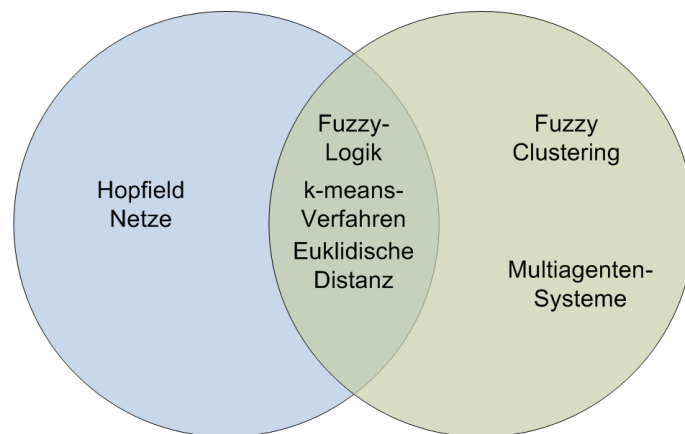 Hopfield
Netze
Fuzzy-
Logik
k-means-
Verfahren
Euklidische
Distanz
Fuzzy
Clustering
Multiagenten-
Systeme